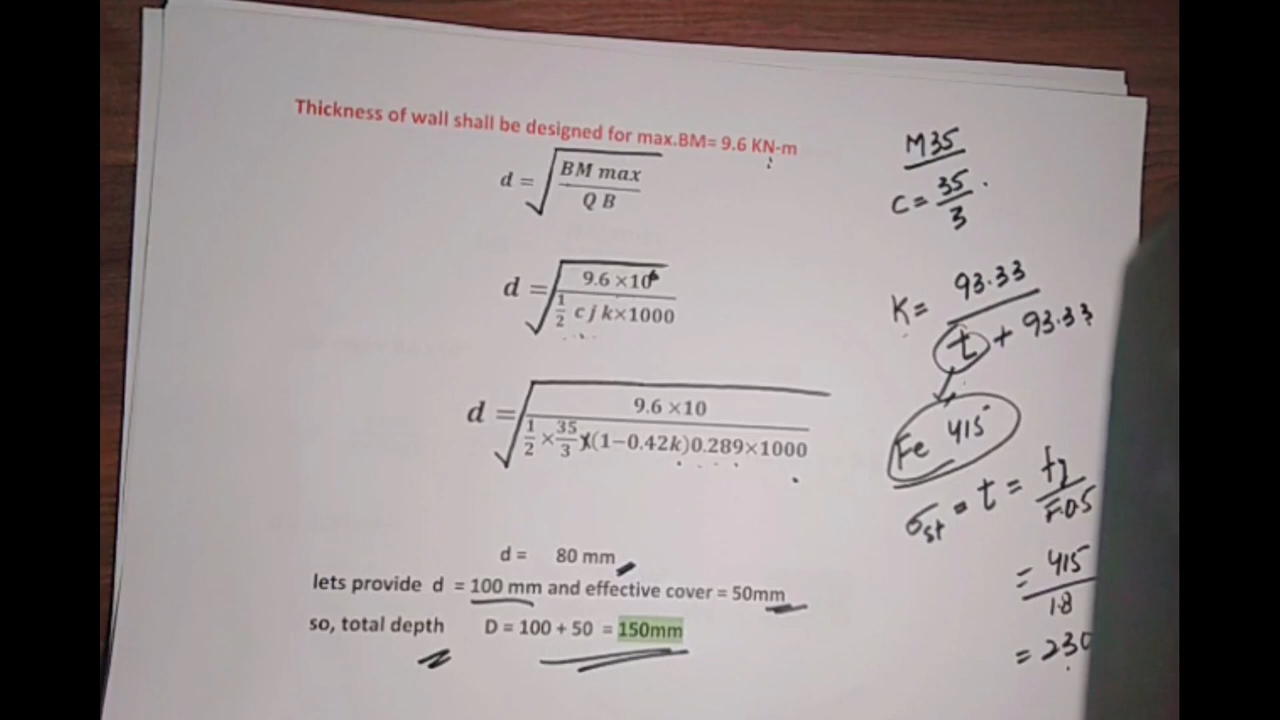 Thickness of wall shall be designed for max.BM= 9.6 KN-m
d = √(BM max / Q B)
d = √(9.6 ×10⁶ / ½ c j k×1000)
d = √(9.6 ×10 / ½ × 35/3 ×(1−0.42k)0.289×1000)
d = 80 mm
lets provide d = 100 mm and effective cover = 50mm
so, total depth D = 100 + 50 = 150mm
M35
C = 35/3
K = 93.33 / t + 93.33
Fe 415
σst = t = fy / F.O.S
= 415 / 1.8
= 230